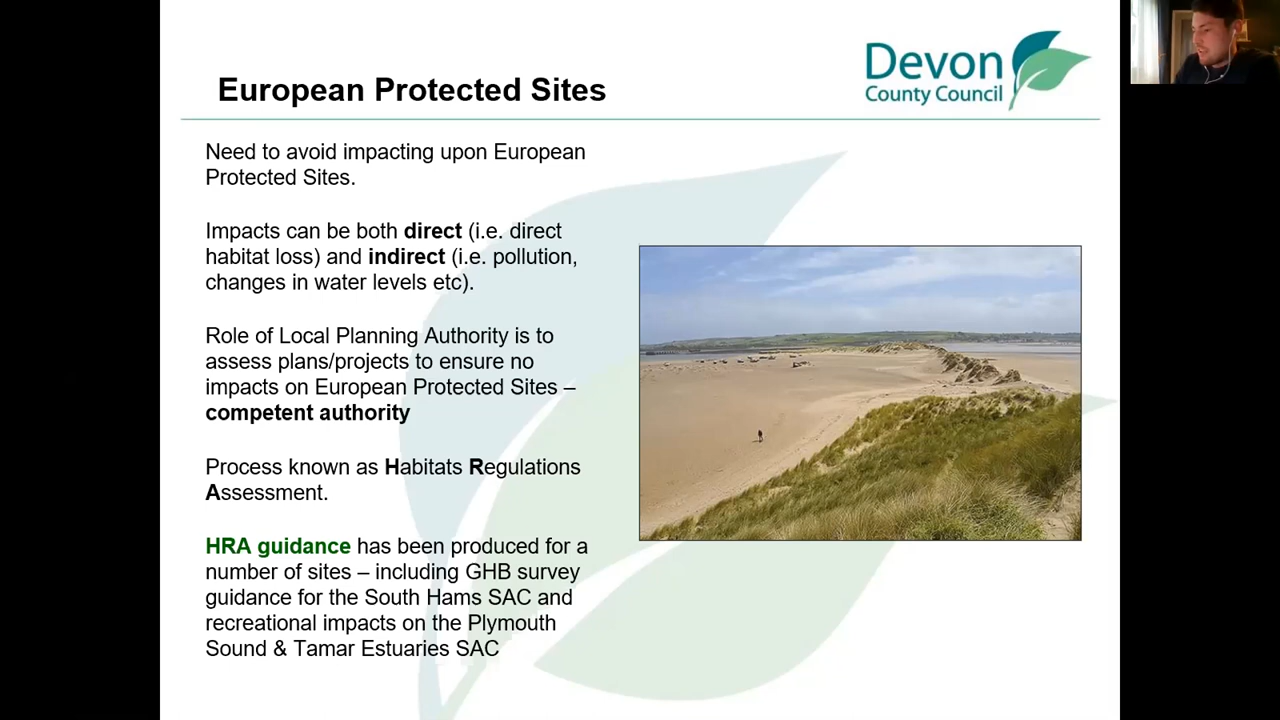 European Protected Sites
Devon
County Council
Need to avoid impacting upon European
Protected Sites.
Impacts can be both direct (i.e. direct
habitat loss) and indirect (i.e. pollution,
changes in water levels etc).
Role of Local Planning Authority is to
assess plans/projects to ensure no
impacts on European Protected Sites –
competent authority
Process known as Habitats Regulations
Assessment.
HRA guidance has been produced for a
number of sites – including GHB survey
guidance for the South Hams SAC and
recreational impacts on the Plymouth
Sound & Tamar Estuaries SAC